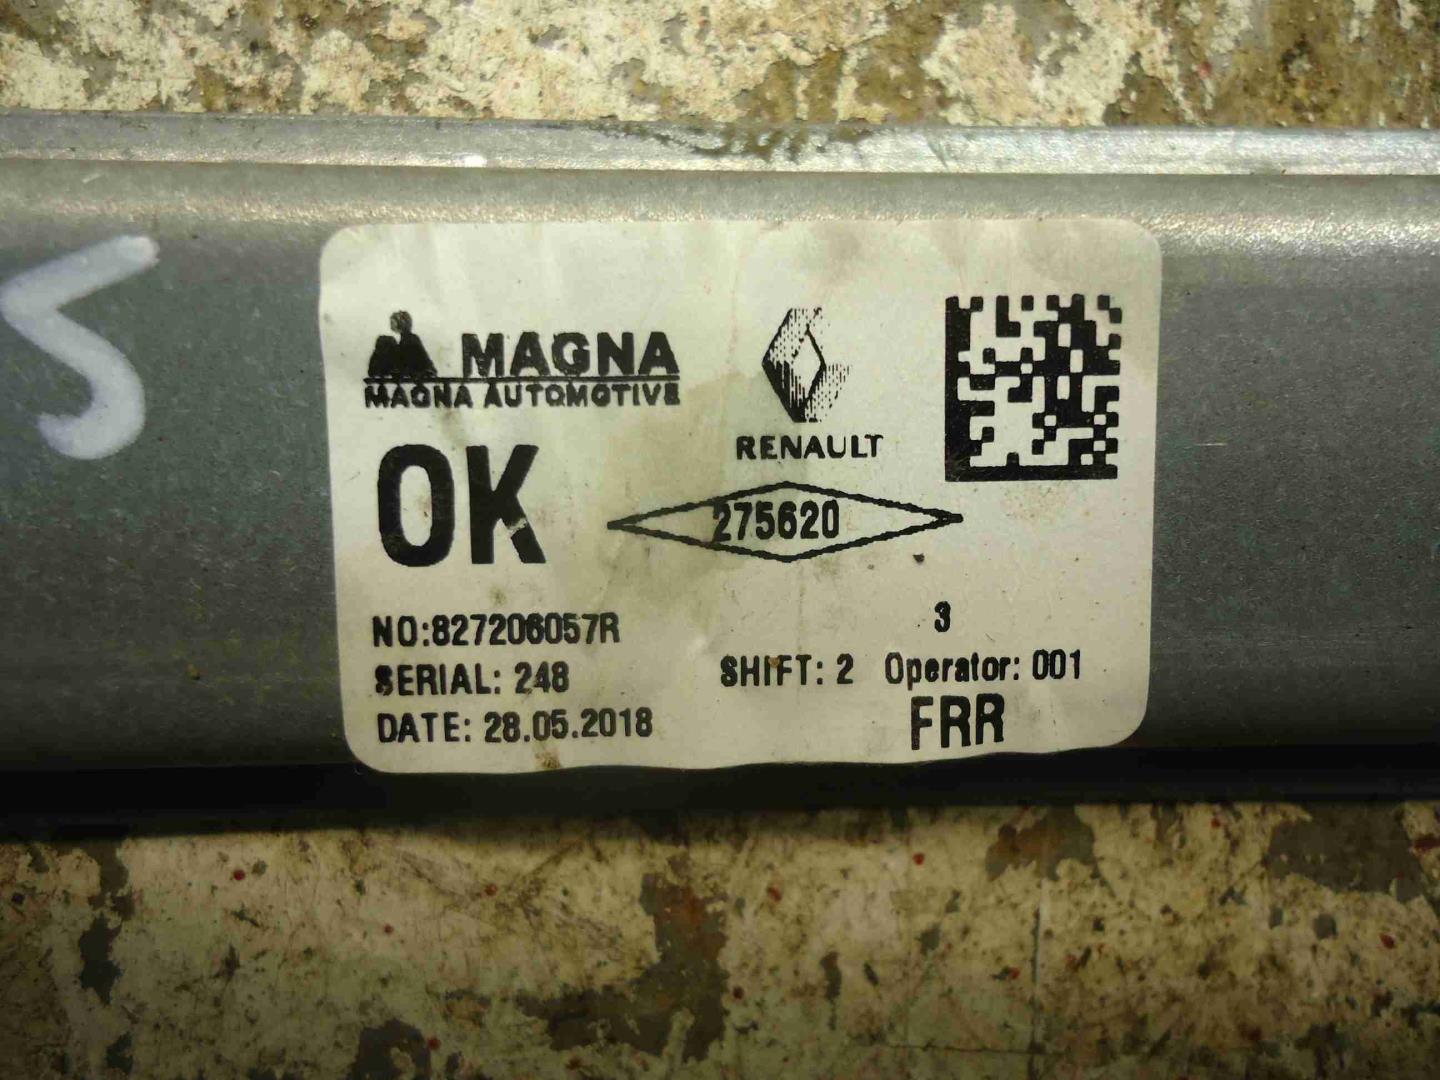 5
MAGNA
MAGNA AUTOMOTIVE
RENAULT
OK
275620
NO:827206057R
3
SERIAL: 248
SHIFT: 2 Operator: 001
DATE: 28.05.2018
FRR